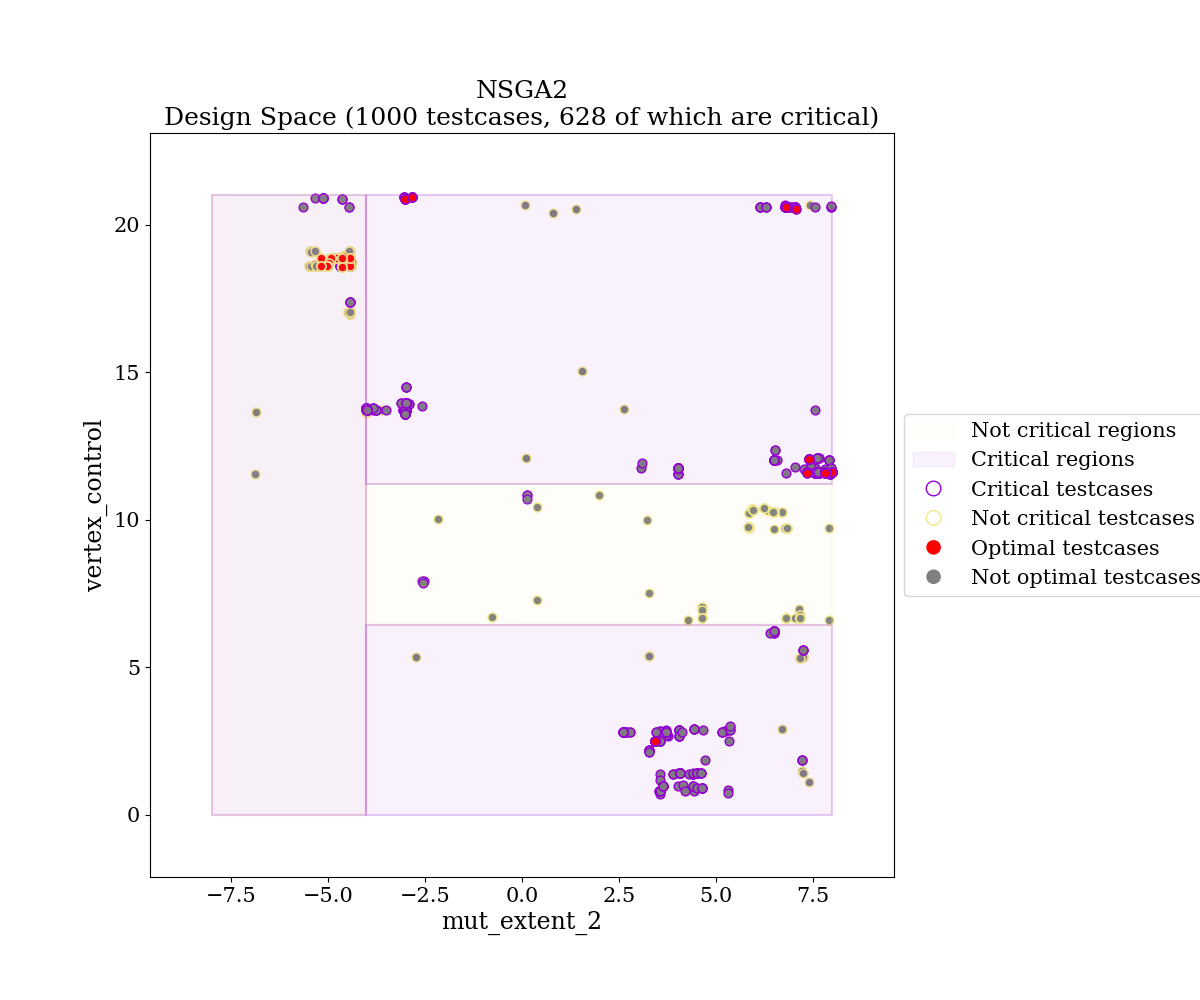 NSGA2
Design Space (1000 testcases, 628 of which are critical)
vertex_control
20
15
10
5
0
−7.5
−5.0
−2.5
0.0
2.5
5.0
7.5
mut_extent_2
Not critical regions
Critical regions
Critical testcases
Not critical testcases
Optimal testcases
Not optimal testcases